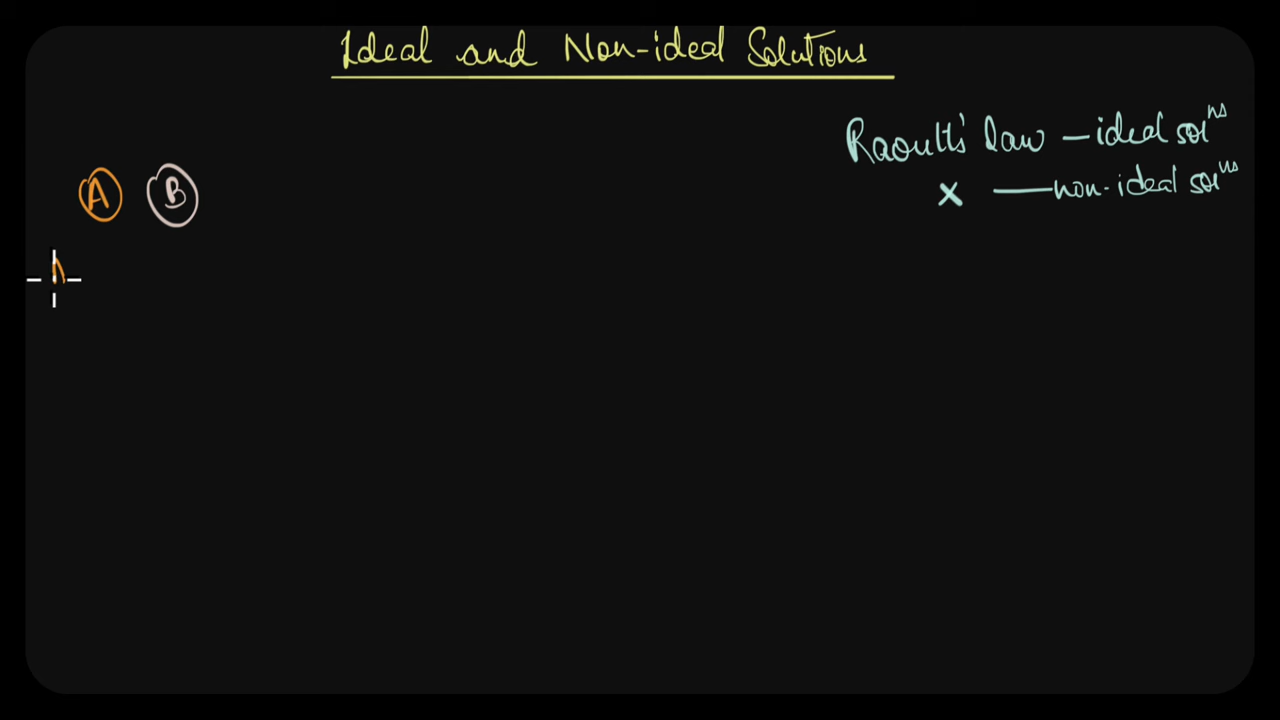 Ideal and Non-ideal Solutions
Raoult's law — ideal solⁿˢ
× — non-ideal solⁿˢ
A B